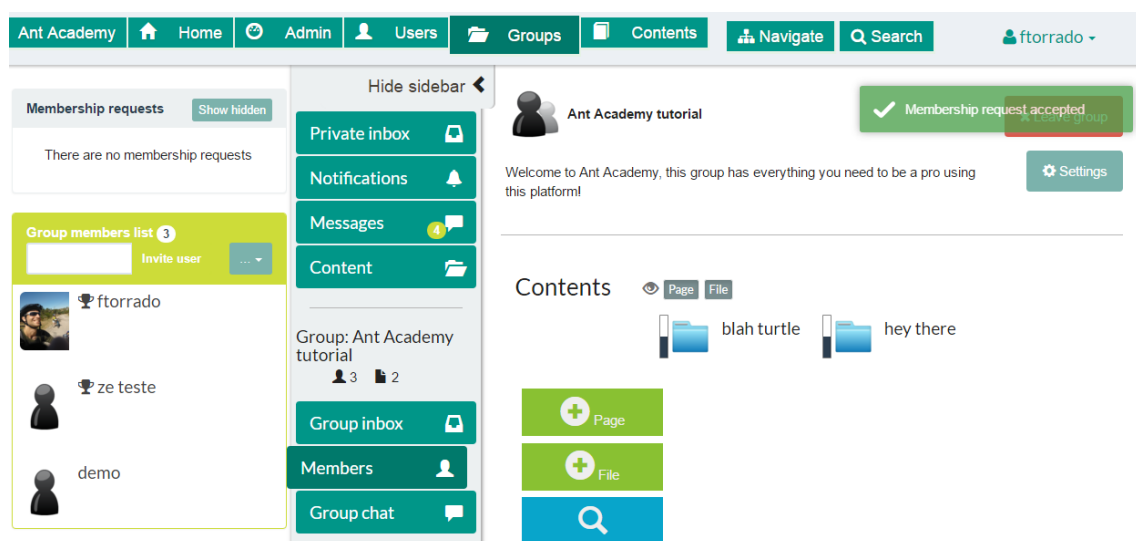 Ant Academy Home Admin Users Groups Contents Navigate Search ftorrado
Membership requests Show hidden
There are no membership requests
Group members list 3
Invite user ...
ftorrado
ze teste
demo
Hide sidebar
Private inbox
Notifications
Messages 4
Content
Group: Ant Academy
tutorial
3 2
Group inbox
Members
Group chat
Ant Academy tutorial
Membership request accepted
Leave group
Welcome to Ant Academy, this group has everything you need to be a pro using
this platform!
Settings
Contents Page File
blah turtle hey there
Page
File